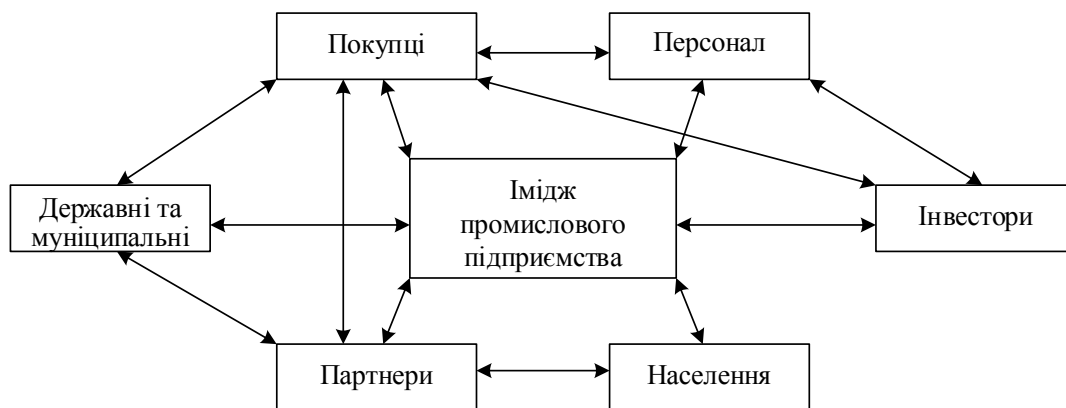 Покупці
Персонал
Державні та
муніципальні
Імідж
промислового
підприємства
Інвестори
Партнери
Населення